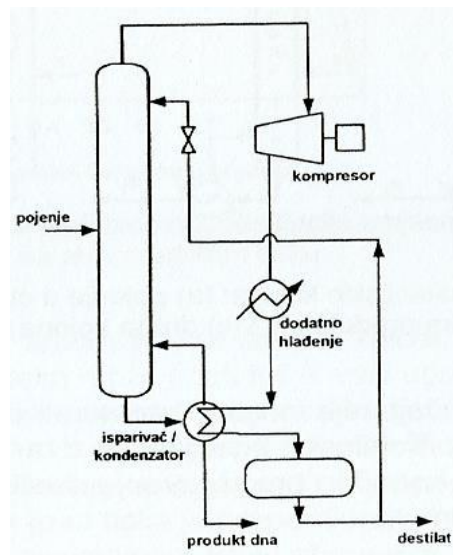 kompresor
pojenje
dodatno
hlađenje
isparivač /
kondenzator
produkt dna
destilat